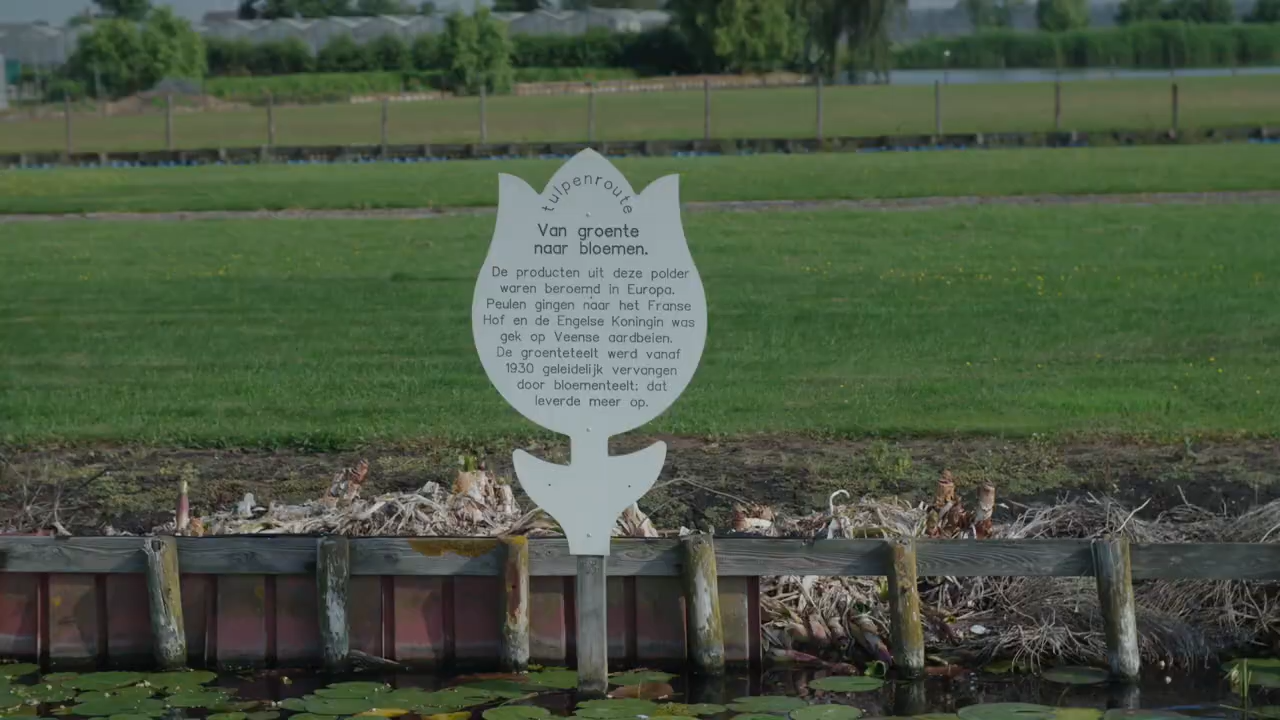 tulpenroute
Van groente
naar bloemen.
De producten uit deze polder
waren beroemd in Europa.
Peulen gingen naar het Franse
Hof en de Engelse Koningin was
gek op Veense aardbeien.
De groenteteelt werd vanaf
1930 geleidelijk vervangen
door bloementeelt; dat
leverde meer op.